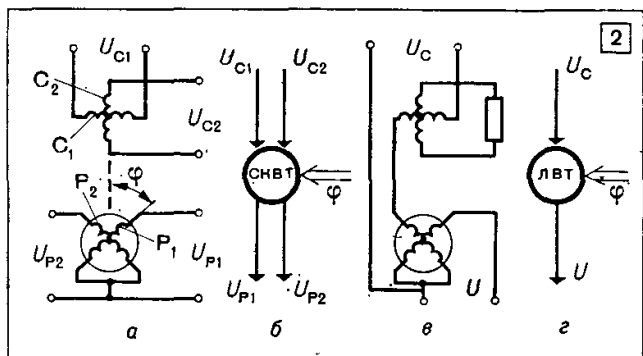 2
U_C1
C_2
C_1
U_C2
P_2
φ
P_1
U_P2
U_P1
а
U_C1 U_C2
СКВТ
φ
U_P1 U_P2
б
U_C
U
в
U_C
ЛВТ
φ
U
г